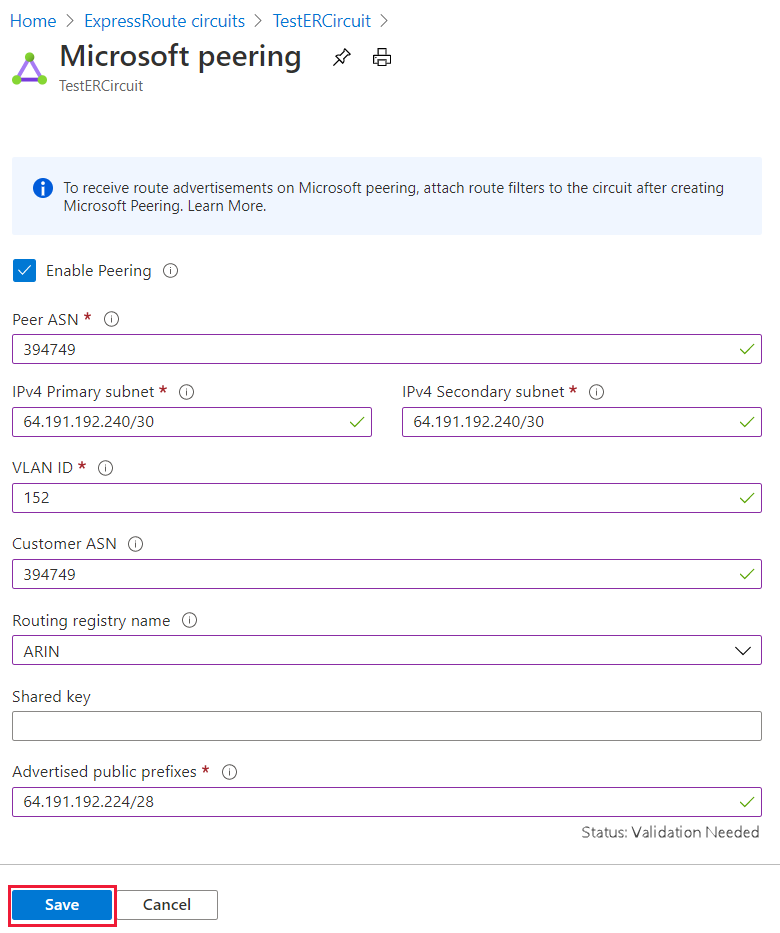 Home > ExpressRoute circuits > TestERCircuit >
Microsoft peering
TestERCircuit
To receive route advertisements on Microsoft peering, attach route filters to the circuit after creating
Microsoft Peering. Learn More.
Enable Peering
Peer ASN *
394749
IPv4 Primary subnet * IPv4 Secondary subnet *
64.191.192.240/30 64.191.192.240/30
VLAN ID *
152
Customer ASN
394749
Routing registry name
ARIN
Shared key
Advertised public prefixes *
64.191.192.224/28
Status: Validation Needed
Save Cancel